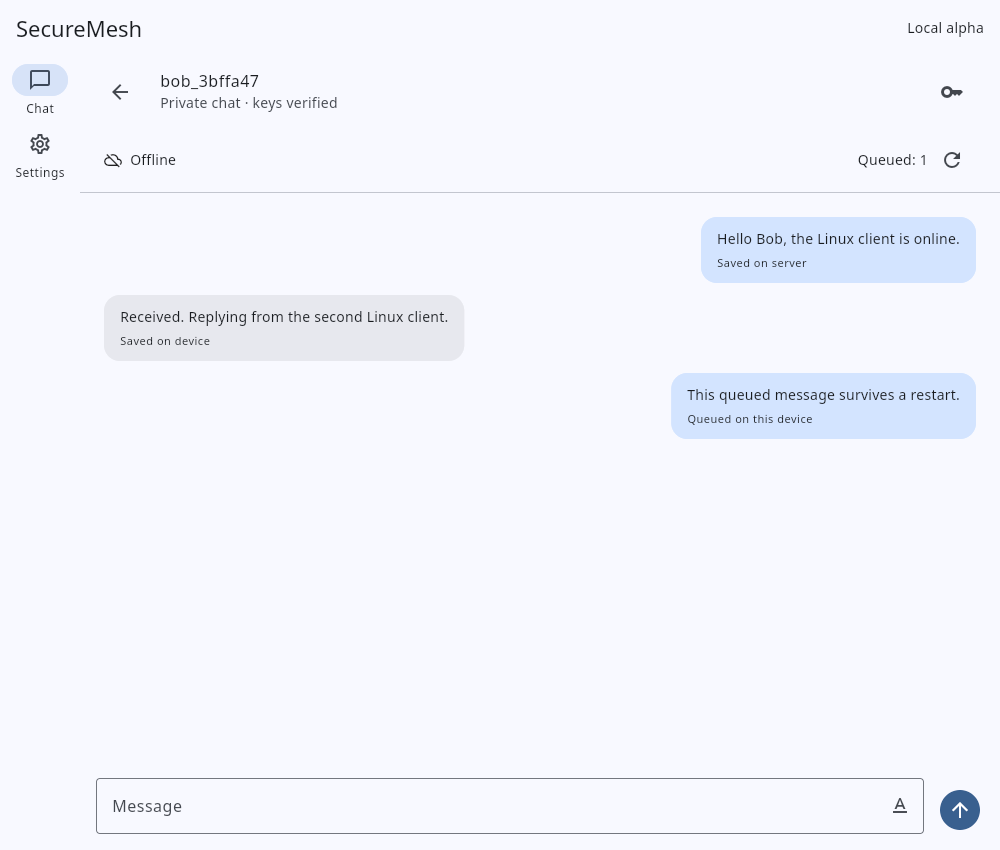 SecureMesh
Local alpha
Chat
Settings
bob_3bffa47
Private chat · keys verified
Offline
Queued: 1
Hello Bob, the Linux client is online.
Saved on server
Received. Replying from the second Linux client.
Saved on device
This queued message survives a restart.
Queued on this device
Message